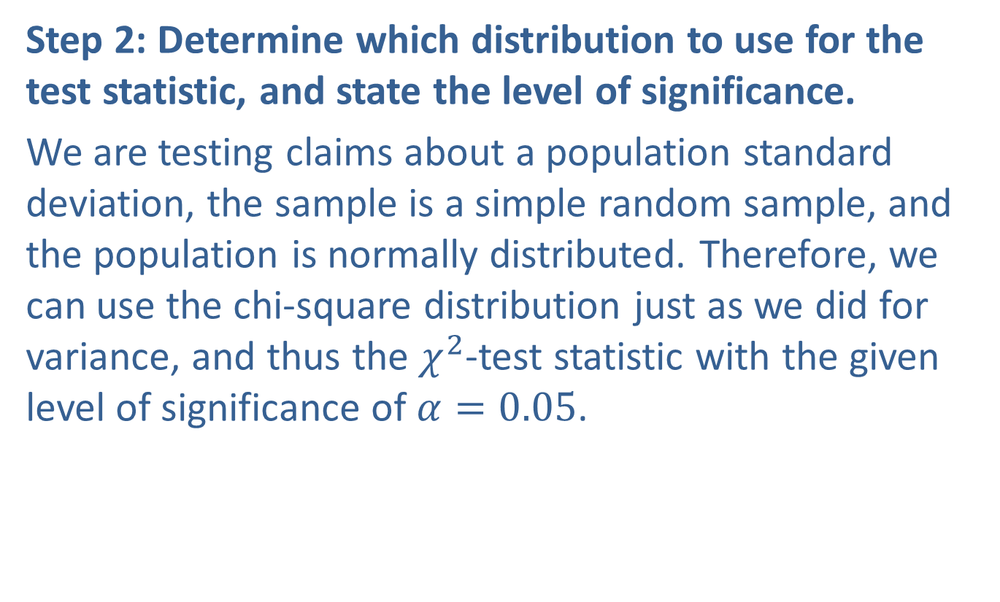 Step 2: Determine which distribution to use for the
test statistic, and state the level of significance.
We are testing claims about a population standard
deviation, the sample is a simple random sample, and
the population is normally distributed. Therefore, we
can use the chi-square distribution just as we did for
variance, and thus the χ²-test statistic with the given
level of significance of α = 0.05.